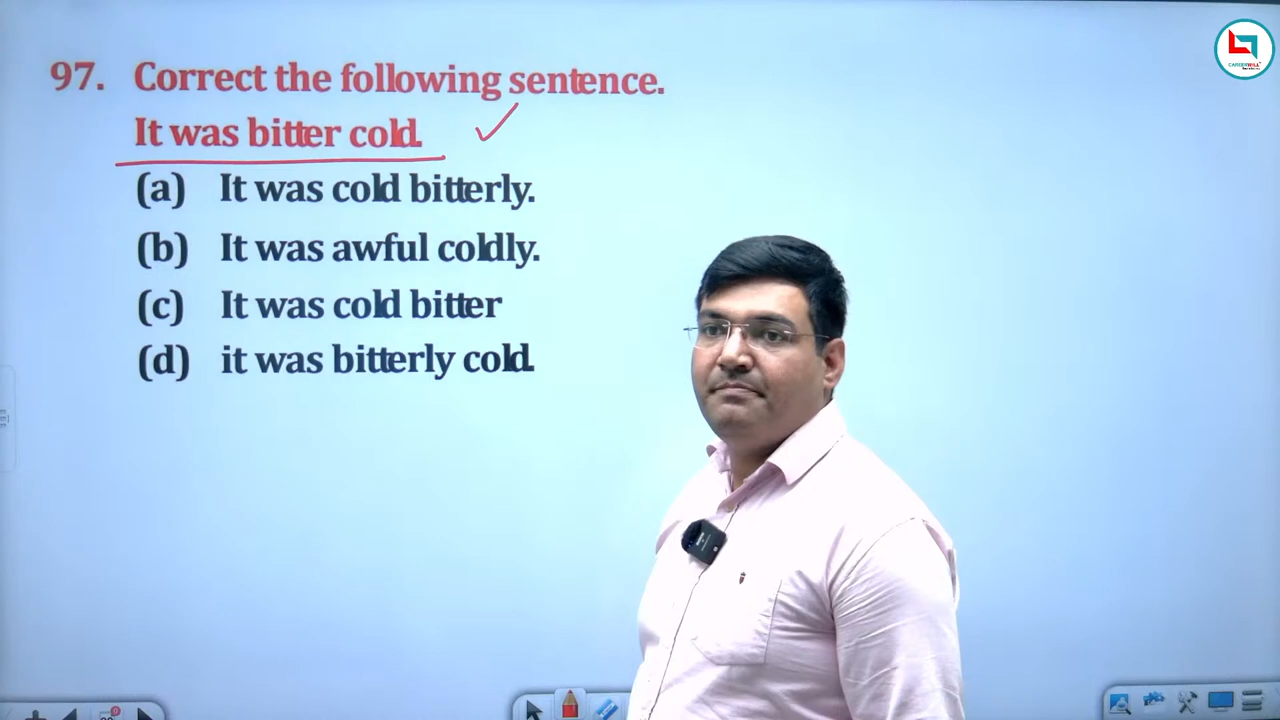 97. Correct the following sentence.
It was bitter cold.
(a) It was cold bitterly.
(b) It was awful coldly.
(c) It was cold bitter
(d) it was bitterly cold.
CAREERWILL